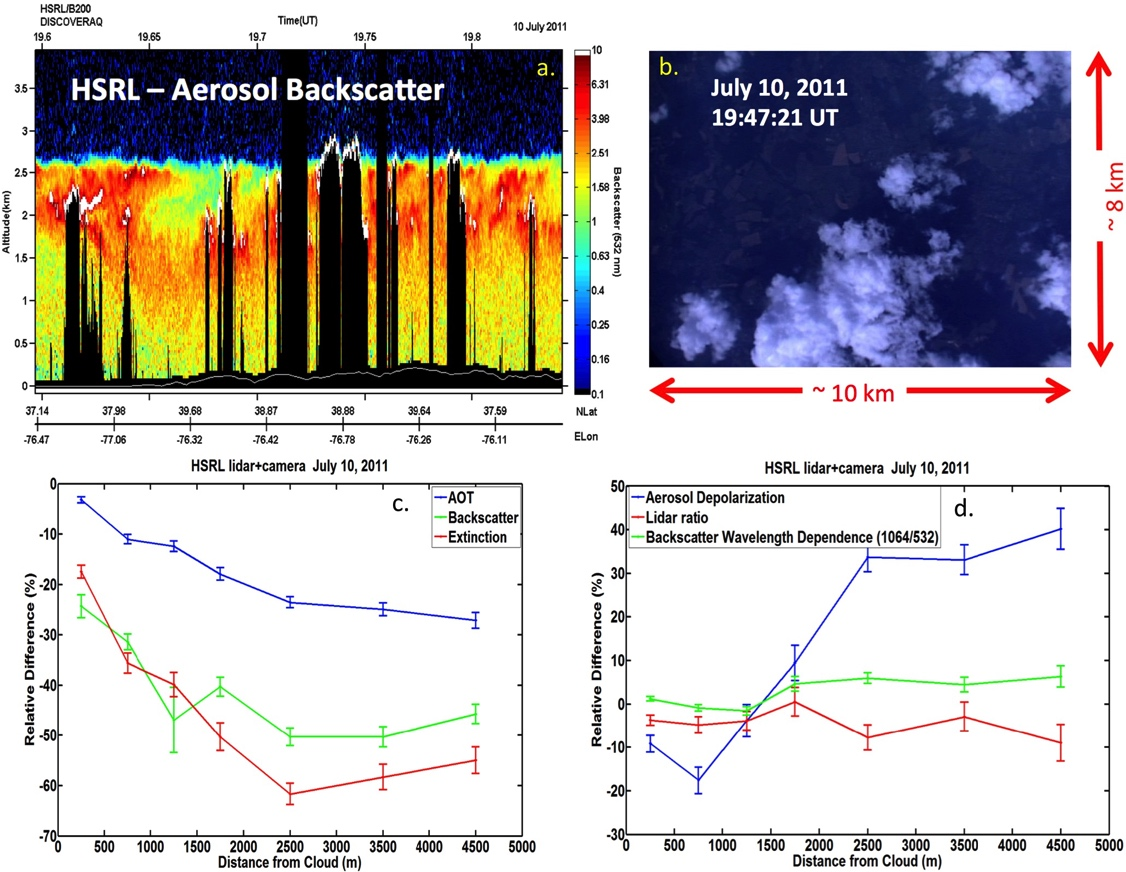 HSRL/B200
DISCOVERAQ
Time(UT)
10 July 2011
19.6 19.65 19.7 19.75 19.8
HSRL – Aerosol Backscatter
a.
Altitude(km)
3.5
3
2.5
2
1.5
1
0.5
0
10
6.31
3.98
2.51
1.58
1
0.63
0.4
0.25
0.16
0.1
Backscatter (532 nm)
37.14 37.98 39.68 38.87 38.88 39.64 37.59 NLat
-76.47 -77.06 -76.32 -76.42 -76.78 -76.26 -76.11 ELon
b.
July 10, 2011
19:47:21 UT
~ 8 km
~ 10 km
HSRL lidar+camera July 10, 2011
c.
AOT
Backscatter
Extinction
Relative Difference (%)
0
-10
-20
-30
-40
-50
-60
-70
0 500 1000 1500 2000 2500 3000 3500 4000 4500 5000
Distance from Cloud (m)
HSRL lidar+camera July 10, 2011
d.
Aerosol Depolarization
Lidar ratio
Backscatter Wavelength Dependence (1064/532)
Relative Difference (%)
50
40
30
20
10
0
-10
-20
-30
0 500 1000 1500 2000 2500 3000 3500 4000 4500 5000
Distance from Cloud (m)